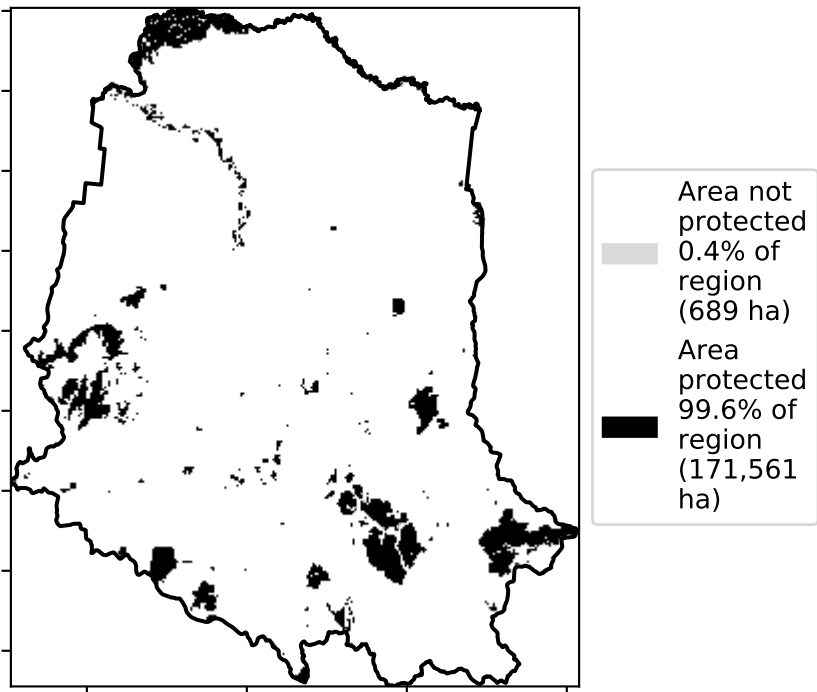 Area not
protected
0.4% of
region
(689 ha)
Area
protected
99.6% of
region
(171,561
ha)